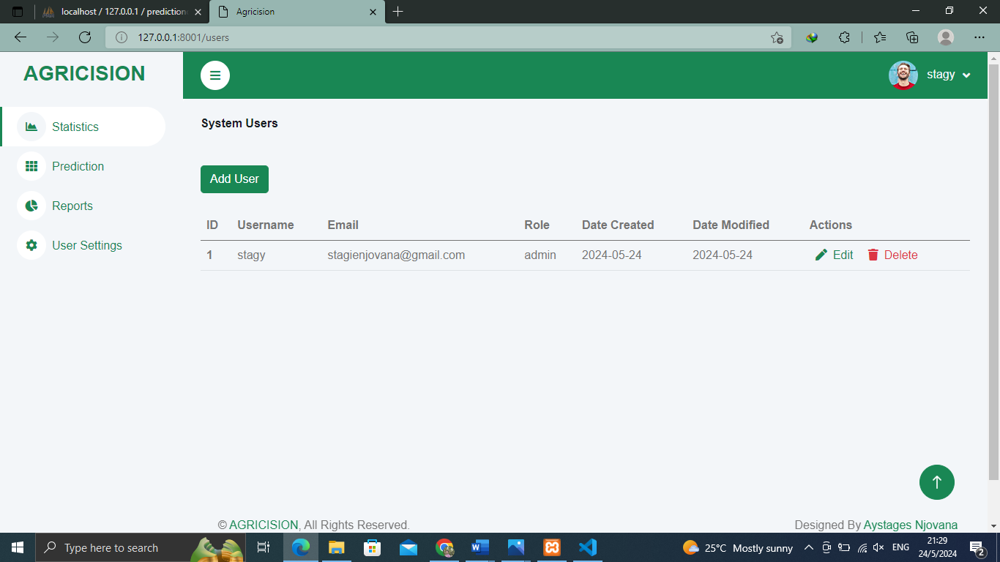 localhost / 127.0.0.1 / prediction
Agricision
127.0.0.1:8001/users
AGRICISION
stagy
Statistics
Prediction
Reports
User Settings
System Users
Add User
ID Username Email Role Date Created Date Modified Actions
1 stagy stagienjovana@gmail.com admin 2024-05-24 2024-05-24 Edit Delete
© AGRICISION, All Rights Reserved.
Designed By Aystages Njovana
Type here to search
25°C Mostly sunny
ENG
21:29
24/5/2024
2